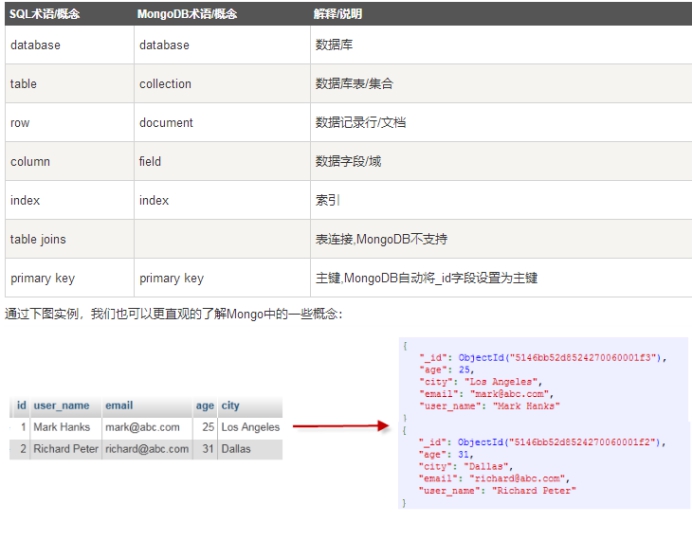 SQL术语/概念 MongoDB术语/概念 解释/说明
database database 数据库
table collection 数据库表/集合
row document 数据记录行/文档
column field 数据字段/域
index index 索引
table joins 表连接,MongoDB不支持
primary key primary key 主键,MongoDB自动将_id字段设置为主键
通过下图实例，我们也可以更直观的了解Mongo中的一些概念：
id user_name email age city
1 Mark Hanks mark@abc.com 25 Los Angeles
2 Richard Peter richard@abc.com 31 Dallas
{
"_id": ObjectId("5146bb52d8524270060001f3"),
"age": 25,
"city": "Los Angeles",
"email": "mark@abc.com",
"user_name": "Mark Hanks"
}
{
"_id": ObjectId("5146bb52d8524270060001f2"),
"age": 31,
"city": "Dallas",
"email": "richard@abc.com",
"user_name": "Richard Peter"
}